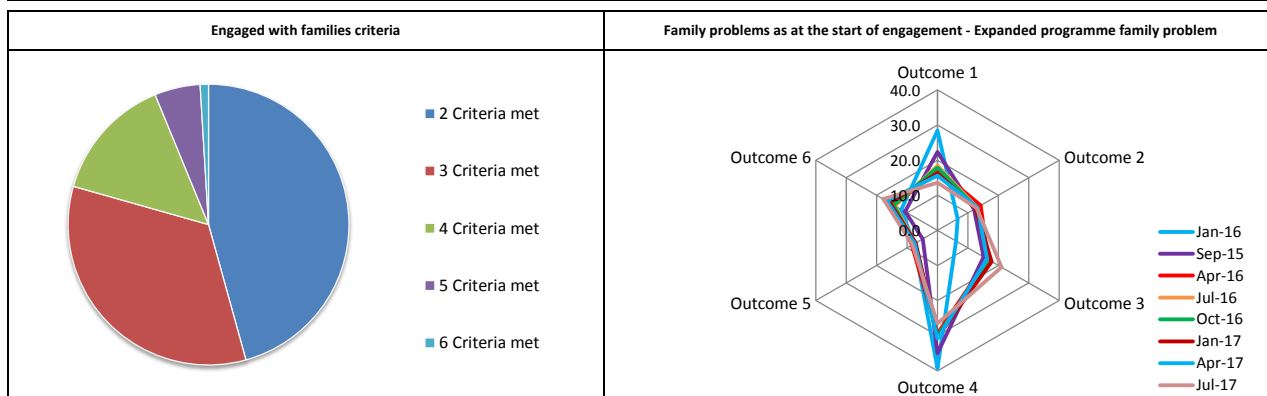 Engaged with families criteria
2 Criteria met
3 Criteria met
4 Criteria met
5 Criteria met
6 Criteria met
Family problems as at the start of engagement - Expanded programme family problem
Outcome 1
40.0
30.0
20.0
10.0
0.0
Outcome 2
Outcome 3
Outcome 4
Outcome 5
Outcome 6
Jan-16
Sep-15
Apr-16
Jul-16
Oct-16
Jan-17
Apr-17
Jul-17